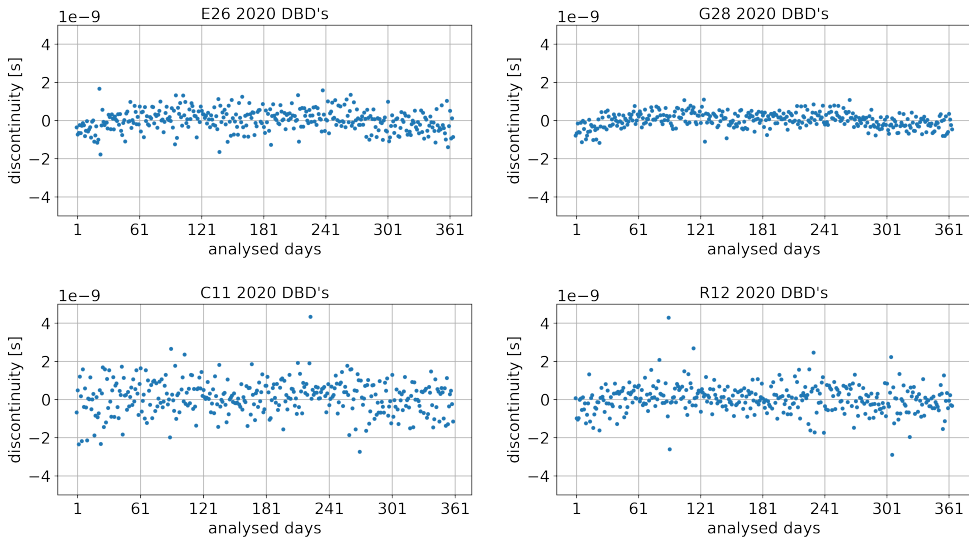 E26 2020 DBD's
1e−9
discontinuity [s]
4
2
0
−2
−4
1 61 121 181 241 301 361
analysed days
G28 2020 DBD's
1e−9
discontinuity [s]
4
2
0
−2
−4
1 61 121 181 241 301 361
analysed days
C11 2020 DBD's
1e−9
discontinuity [s]
4
2
0
−2
−4
1 61 121 181 241 301 361
analysed days
R12 2020 DBD's
1e−9
discontinuity [s]
4
2
0
−2
−4
1 61 121 181 241 301 361
analysed days